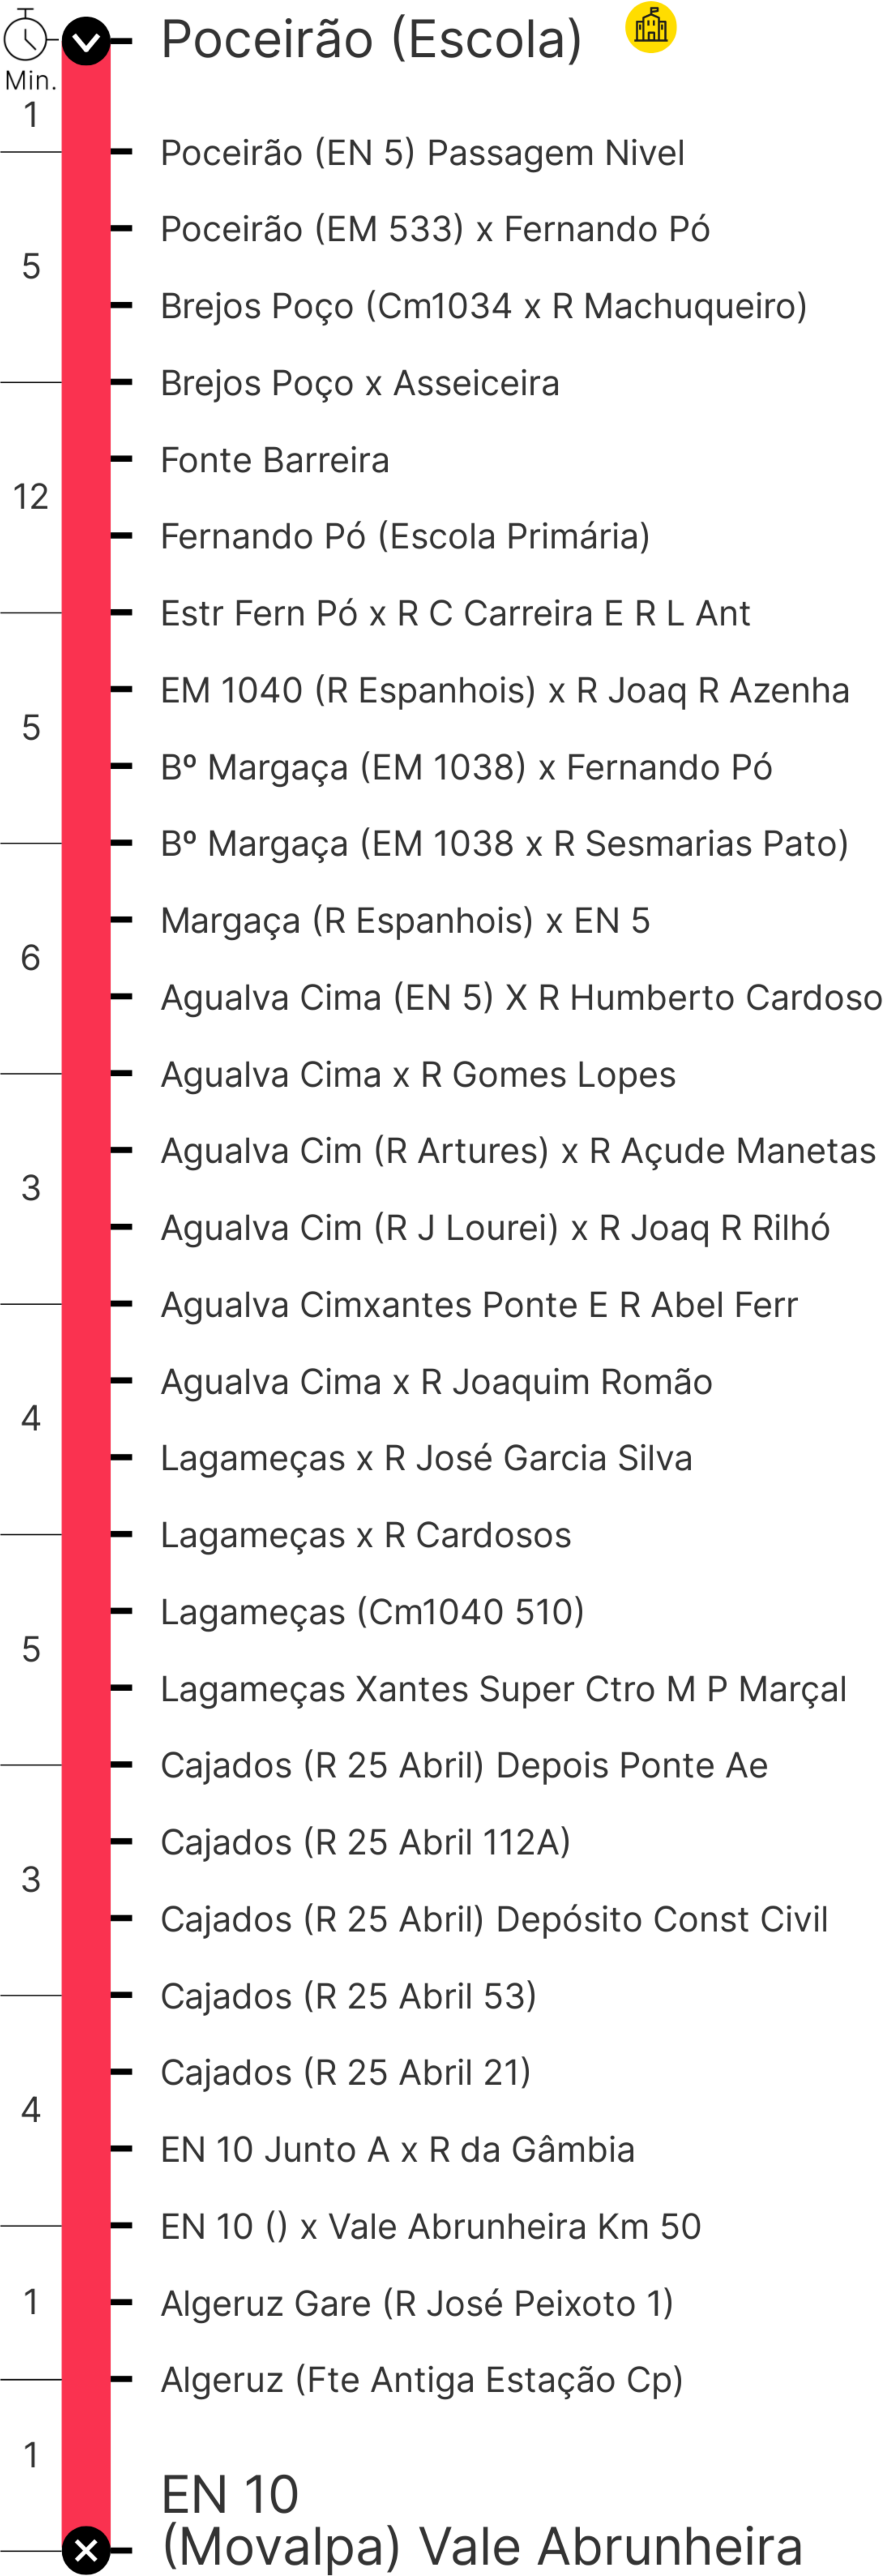 Poceirão (Escola)
Min.
1
Poceirão (EN 5) Passagem Nivel
Poceirão (EM 533) x Fernando Pó
5
Brejos Poço (Cm1034 x R Machuqueiro)
Brejos Poço x Asseiceira
Fonte Barreira
12
Fernando Pó (Escola Primária)
Estr Fern Pó x R C Carreira E R L Ant
EM 1040 (R Espanhois) x R Joaq R Azenha
5
Bº Margaça (EM 1038) x Fernando Pó
Bº Margaça (EM 1038 x R Sesmarias Pato)
Margaça (R Espanhois) x EN 5
6
Agualva Cima (EN 5) X R Humberto Cardoso
Agualva Cima x R Gomes Lopes
Agualva Cim (R Artures) x R Açude Manetas
3
Agualva Cim (R J Lourei) x R Joaq R Rilhó
Agualva Cimxantes Ponte E R Abel Ferr
Agualva Cima x R Joaquim Romão
4
Lagameças x R José Garcia Silva
Lagameças x R Cardosos
Lagameças (Cm1040 510)
5
Lagameças Xantes Super Ctro M P Marçal
Cajados (R 25 Abril) Depois Ponte Ae
Cajados (R 25 Abril 112A)
3
Cajados (R 25 Abril) Depósito Const Civil
Cajados (R 25 Abril 53)
Cajados (R 25 Abril 21)
4
EN 10 Junto A x R da Gâmbia
EN 10 () x Vale Abrunheira Km 50
1
Algeruz Gare (R José Peixoto 1)
Algeruz (Fte Antiga Estação Cp)
1
EN 10
(Movalpa) Vale Abrunheira